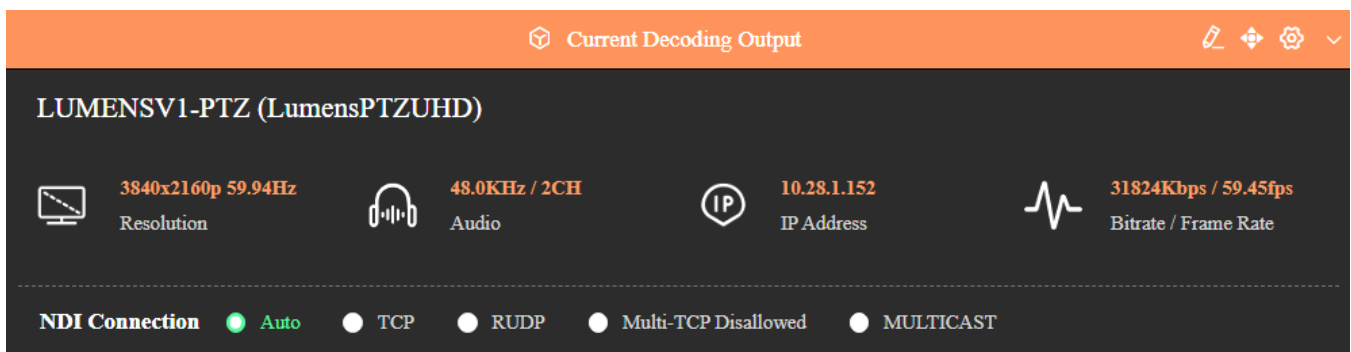 Current Decoding Output
LUMENSV1-PTZ (LumensPTZUHD)
3840x2160p 59.94Hz
Resolution
48.0KHz / 2CH
Audio
IP
10.28.1.152
IP Address
31824Kbps / 59.45fps
Bitrate / Frame Rate
NDI Connection Auto TCP RUDP Multi-TCP Disallowed MULTICAST